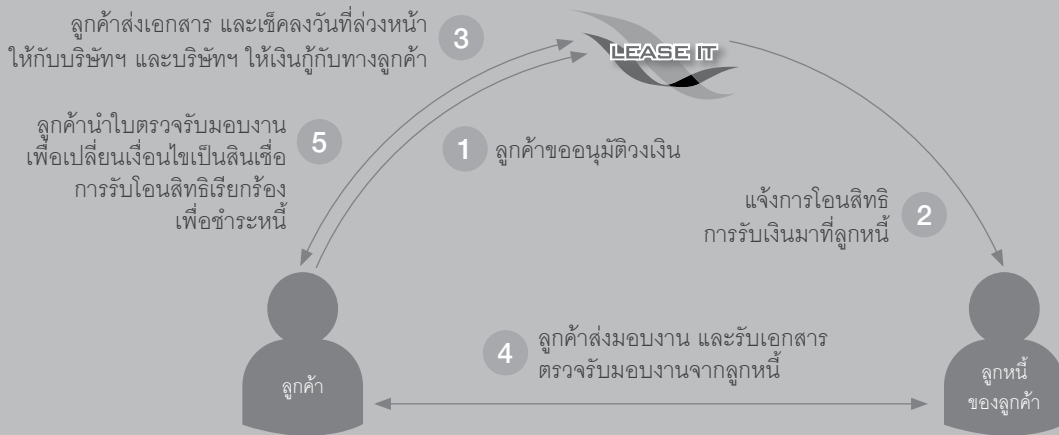 ลูกค้าส่งเอกสาร และเช็คลงวันที่ล่วงหน้า
ให้กับบริษัทฯ และบริษัทฯ ให้เงินกู้กับทางลูกค้า
3
LEASE IT
ลูกค้านำใบตรวจรับมอบงาน
เพื่อเปลี่ยนเงื่อนไขเป็นสินเชื่อ
การรับโอนสิทธิเรียกร้อง
เพื่อชำระหนี้
5
1 ลูกค้าขออนุมัติวงเงิน
แจ้งการโอนสิทธิ
การรับเงินมาที่ลูกหนี้
2
4
ลูกค้าส่งมอบงาน และรับเอกสาร
ตรวจรับมอบงานจากลูกหนี้
ลูกค้า
ลูกหนี้
ของลูกค้า